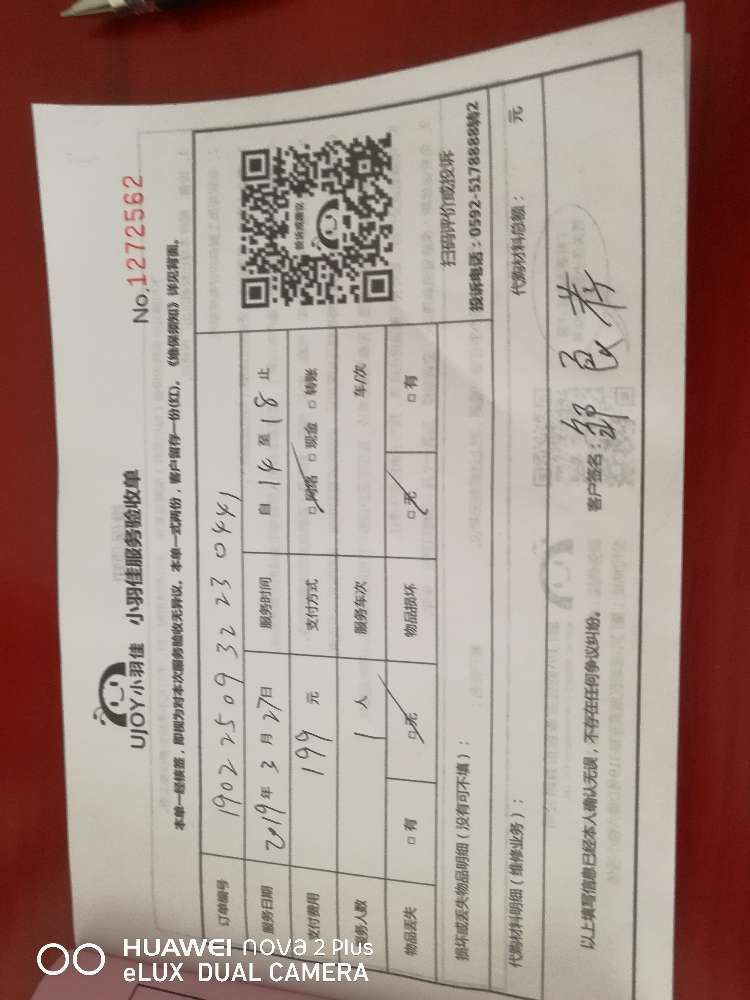 UJOY小羽佳 小羽佳服务验收单
No.1272562
本单一经核签，即视为对本次服务验收无异议。本单一式两份，客户留存一份(红)。《维保须知》详见背面。
订单编号 1902250932230441
服务日期 2019年3月27日 服务时间 自14至18止
支付费用 199元 支付方式 □网络 □现金 □转账
务人数 1人 服务车次 车/次
物品丢失 □有 □无 物品损坏 □无 □有
投诉或建议
扫码评价或投诉
投诉电话：0592-5178888转2
损坏或丢失物品明细（没有可不填）：
代购材料明细（维修业务）： 代购材料总额： 元
以上填写信息已经本人确认无误，不存在任何争议纠纷。 客户签名：邹
HUAWEI nova 2 Plus
eLUX DUAL CAMERA